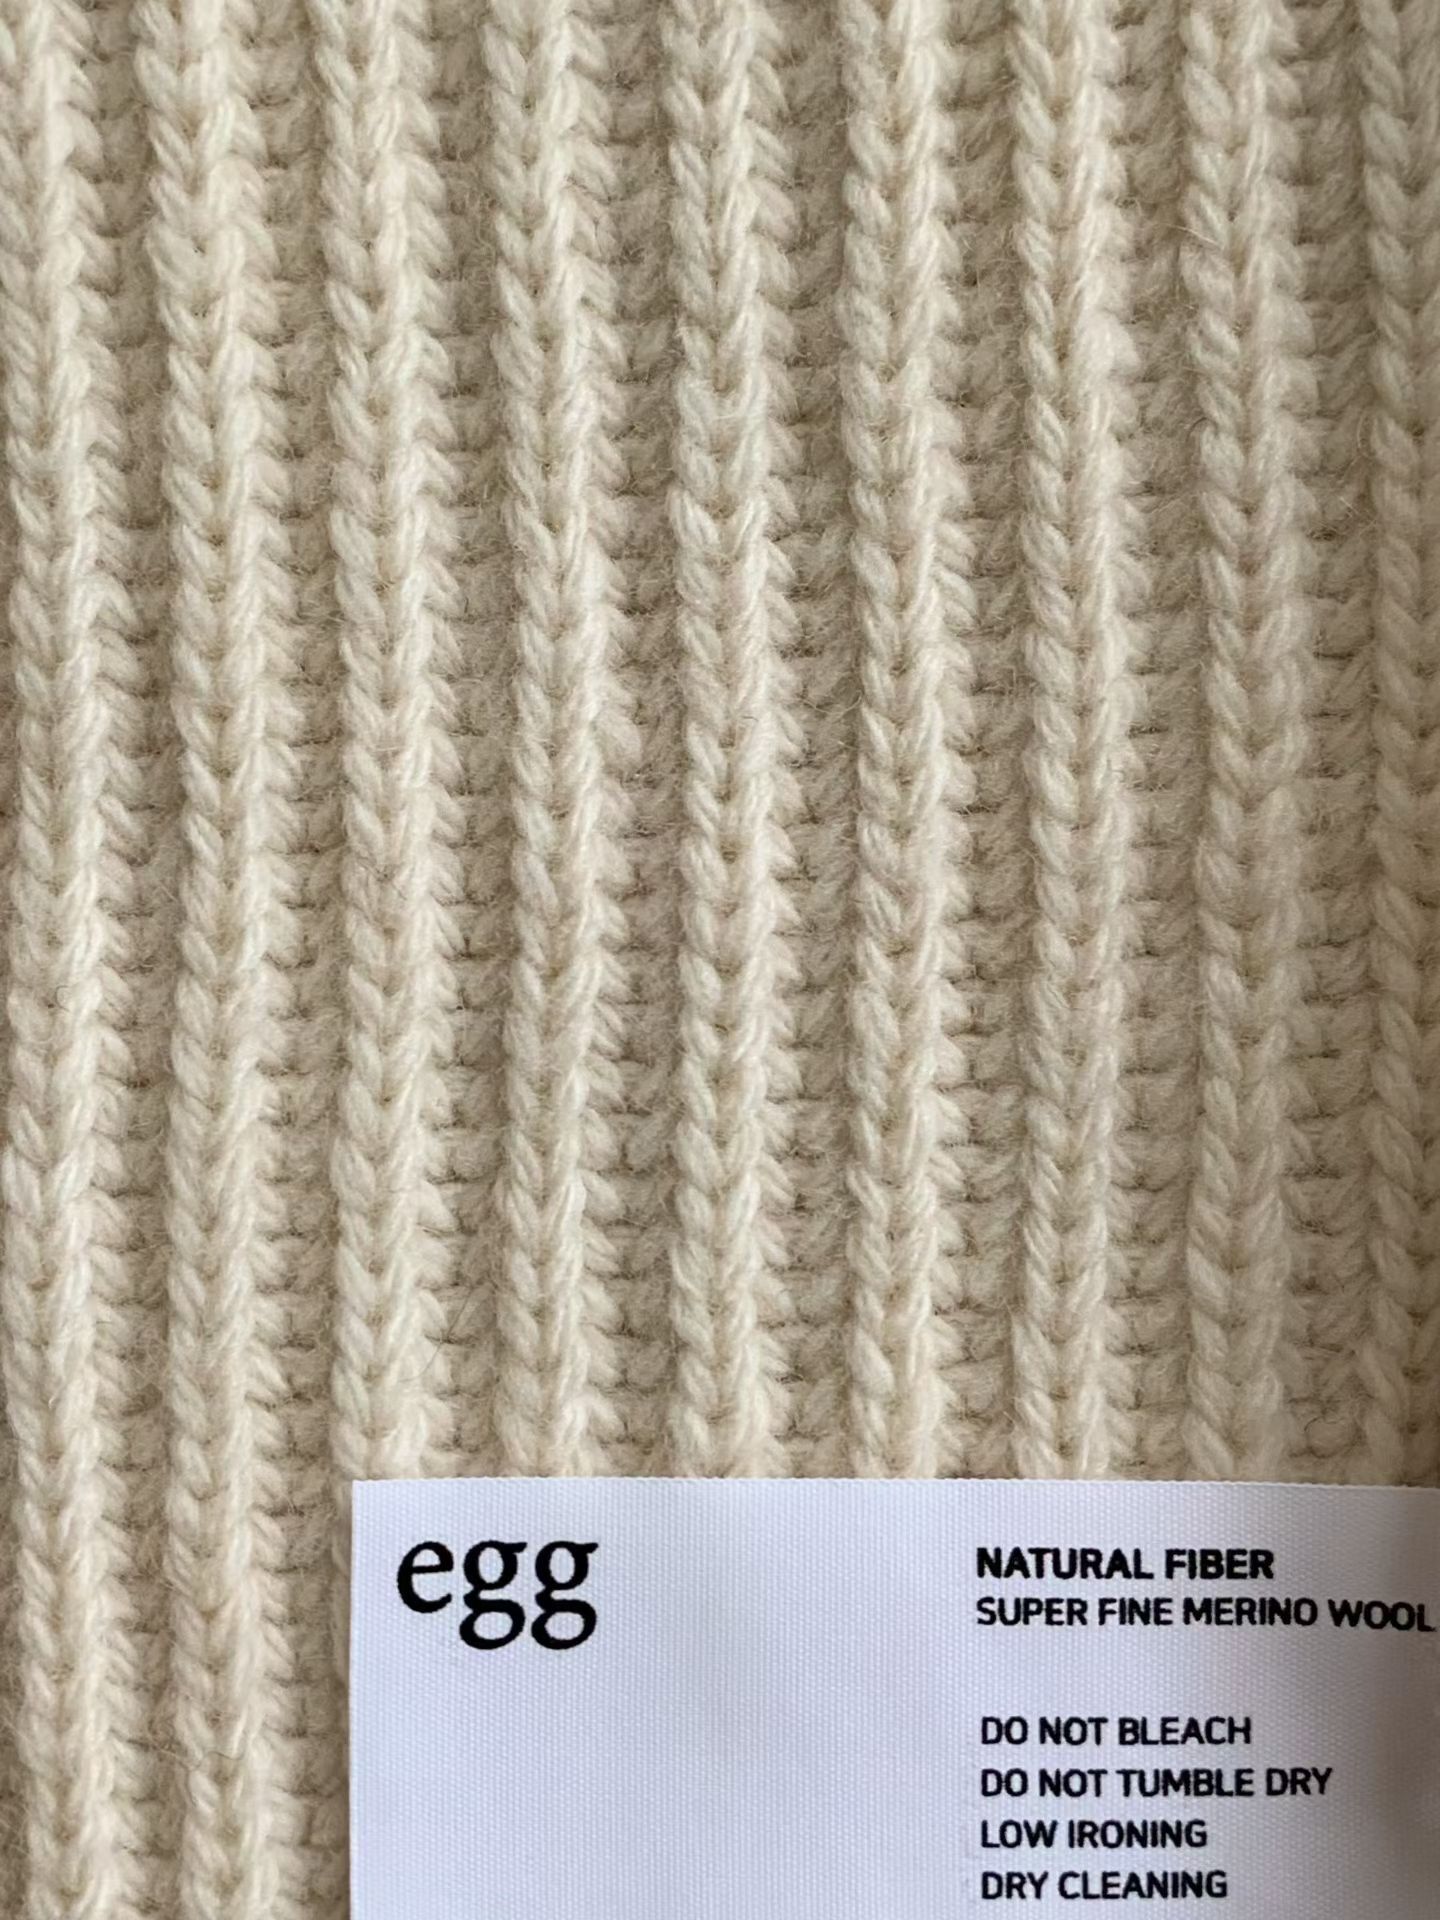 egg
NATURAL FIBER
SUPER FINE MERINO WOOL
DO NOT BLEACH
DO NOT TUMBLE DRY
LOW IRONING
DRY CLEANING